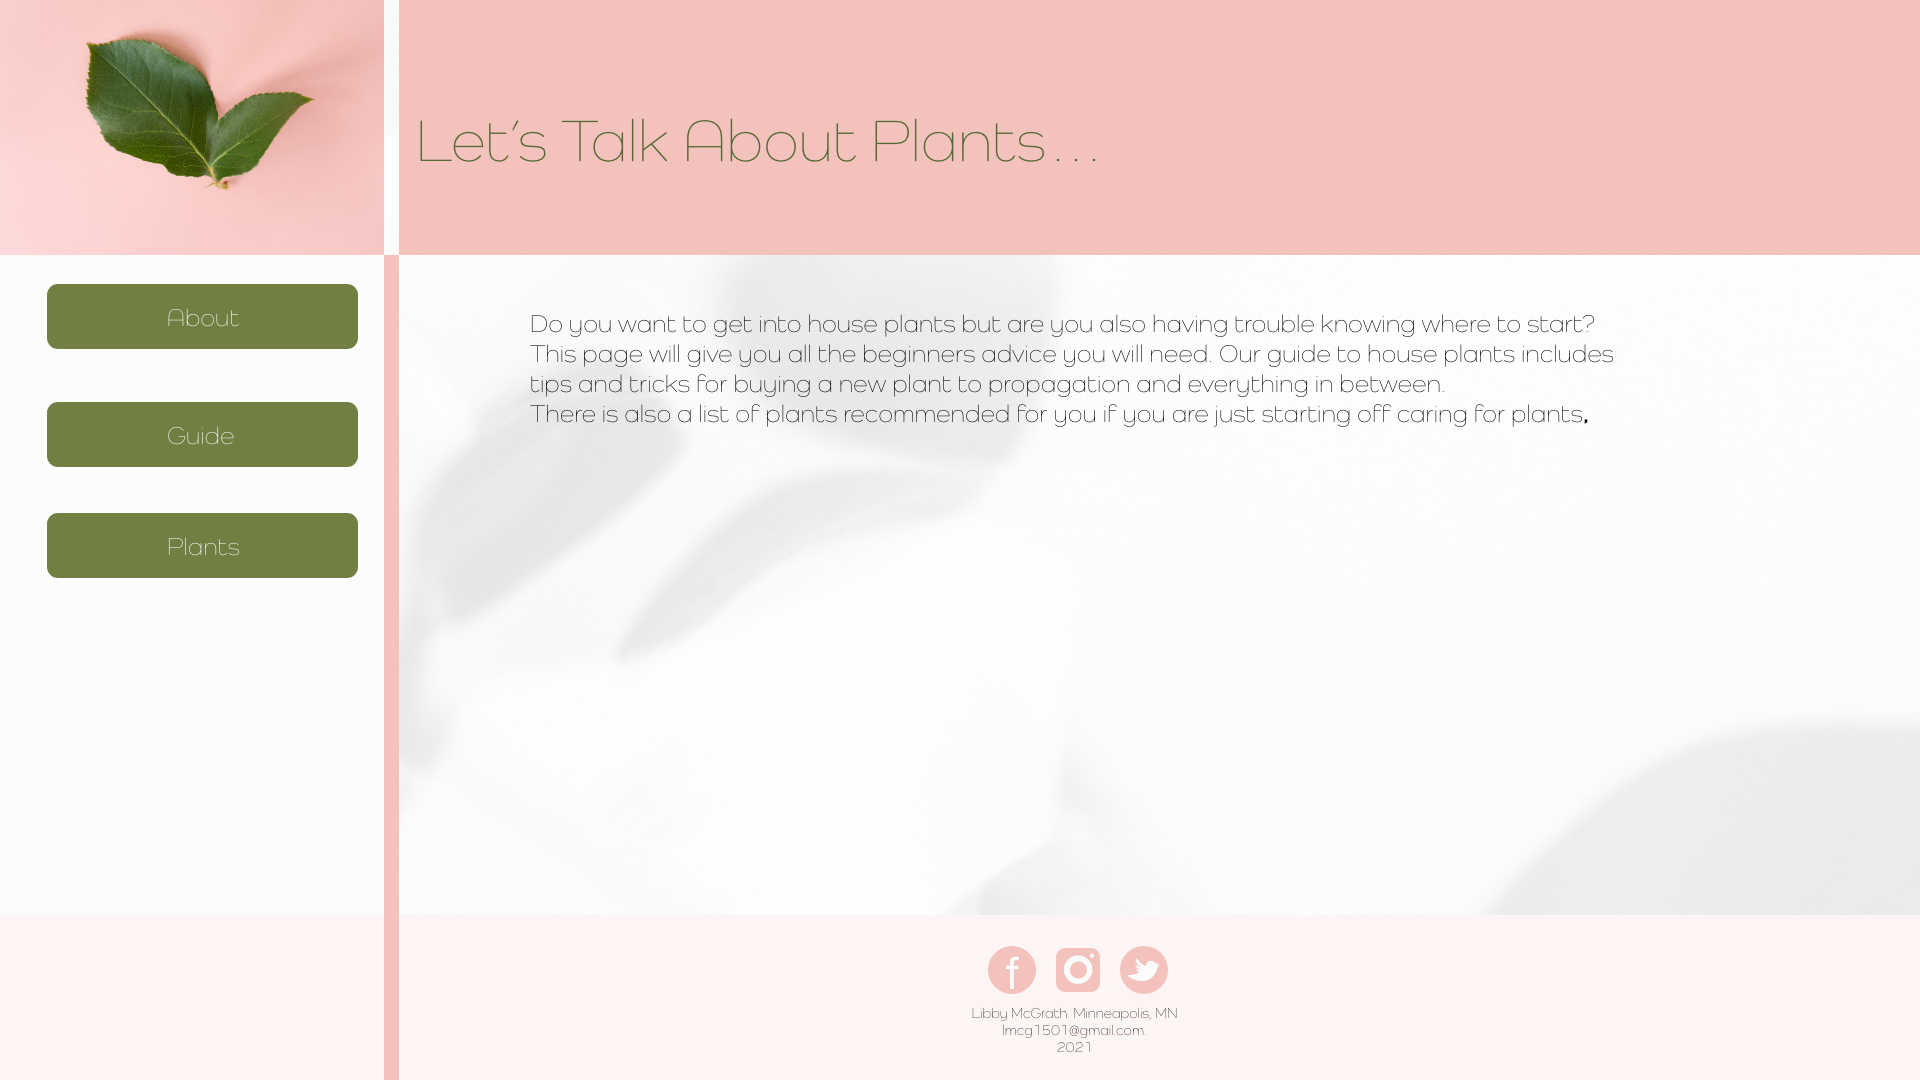 Let's Talk About Plants...
About
Guide
Plants
Do you want to get into house plants but are you also having trouble knowing where to start?
This page will give you all the beginners advice you will need. Our guide to house plants includes
tips and tricks for buying a new plant to propagation and everything in between.
There is also a list of plants recommended for you if you are just starting off caring for plants.
Libby McGrath. Minneapolis, MN
lmcg1501@gmail.com.
2021